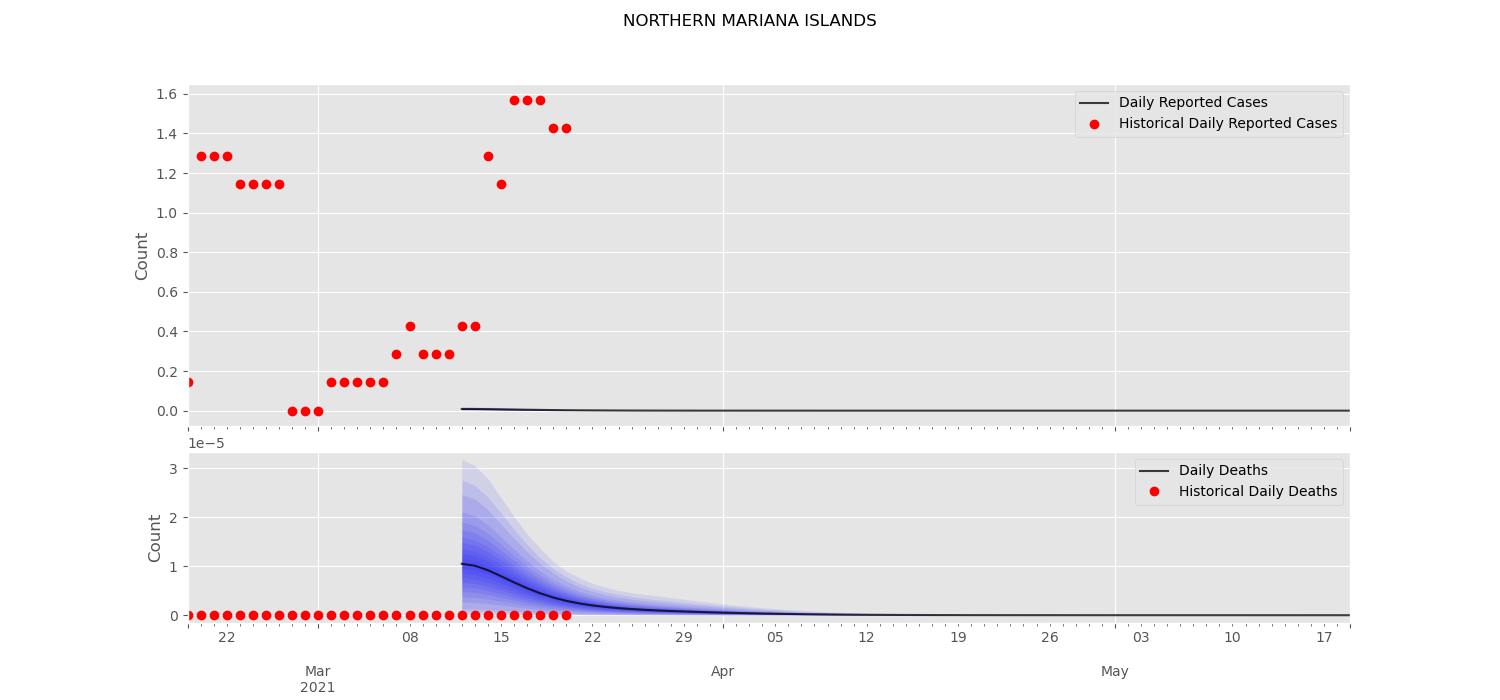 NORTHERN MARIANA ISLANDS
1.6
1.4
1.2
1.0
0.8
0.6
0.4
0.2
0.0
Count
Daily Reported Cases
Historical Daily Reported Cases
1e−5
3
2
1
0
Count
Daily Deaths
Historical Daily Deaths
22 08 15 22 29 05 12 19 26 03 10 17
Mar Apr May
2021